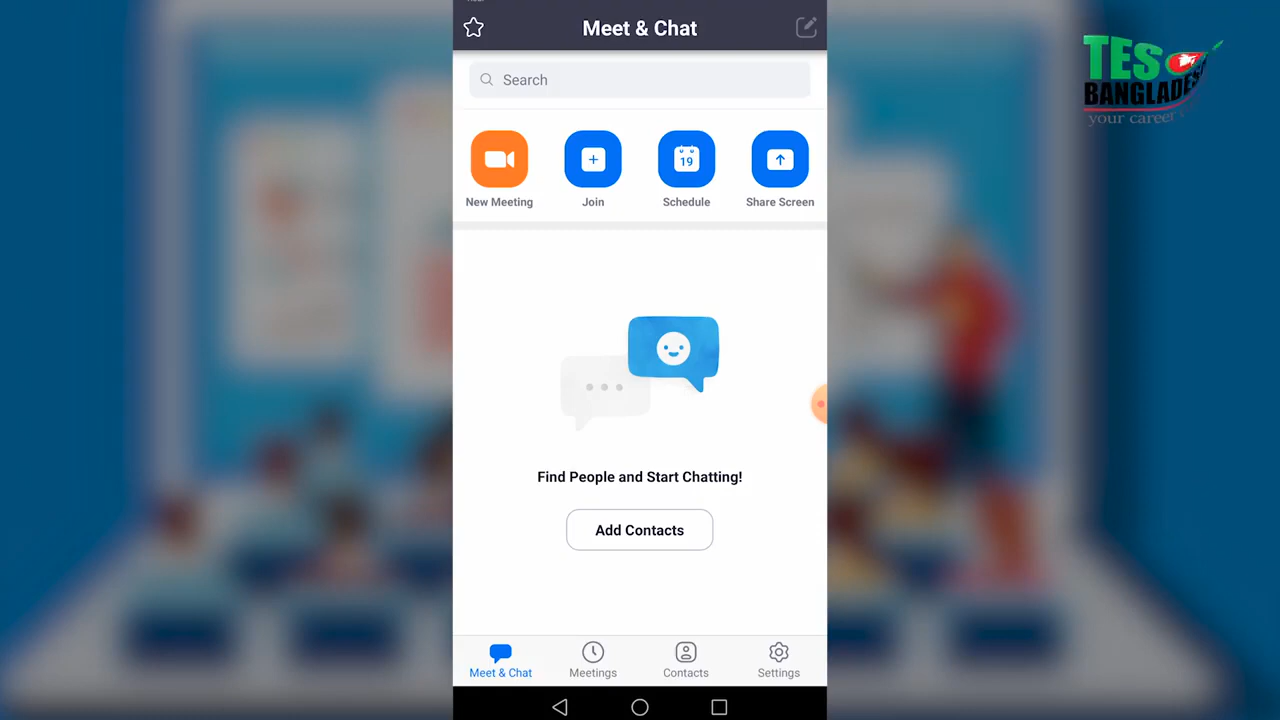 Meet & Chat
Search
19
New Meeting
Join
Schedule
Share Screen
Find People and Start Chatting!
Add Contacts
Meet & Chat
Meetings
Contacts
Settings
TES
BANGLADES
your career